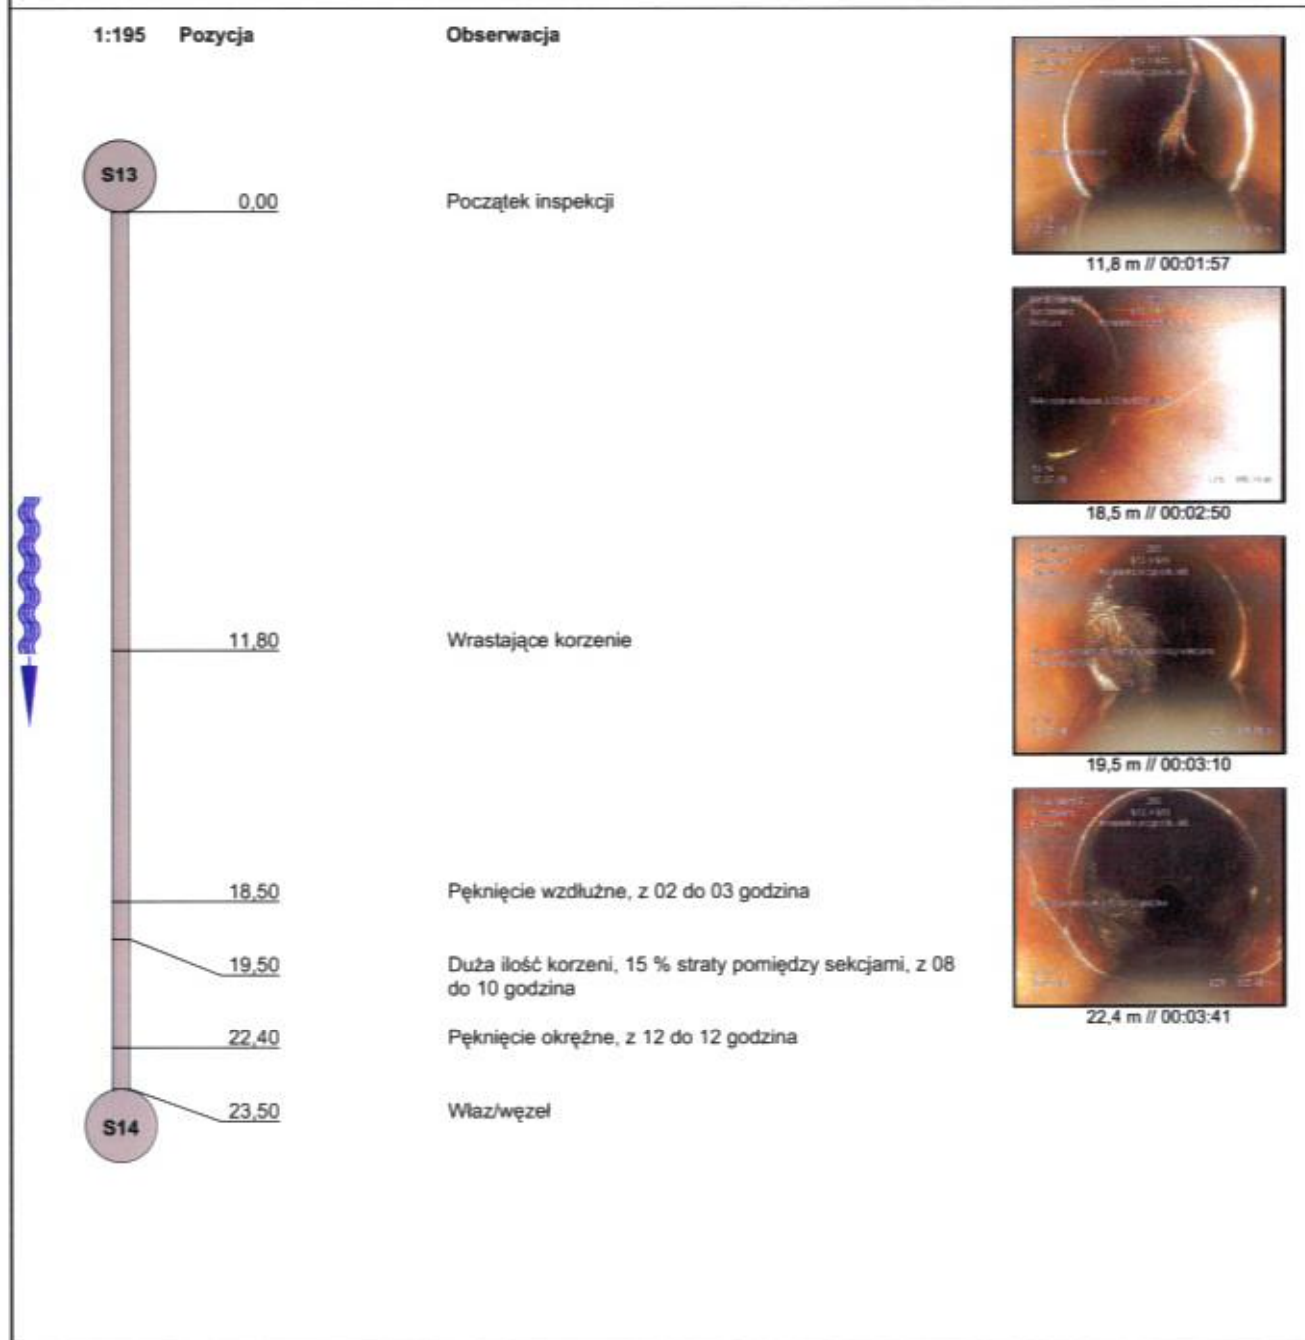 1:195 Pozycja Obserwacja
S13
0,00 Początek inspekcji
11,8 m // 00:01:57
18,5 m // 00:02:50
11,80 Wrastające korzenie
19,5 m // 00:03:10
18,50 Pęknięcie wzdłużne, z 02 do 03 godzina
19,50 Duża ilość korzeni, 15 % straty pomiędzy sekcjami, z 08
do 10 godzina
22,4 m // 00:03:41
22,40 Pęknięcie okrężne, z 12 do 12 godzina
23,50 Właz/węzeł
S14